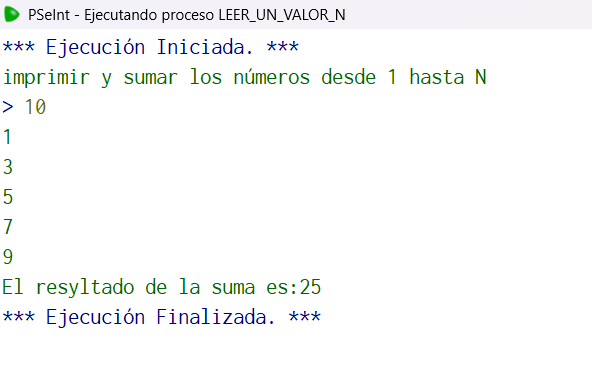 PSeInt - Ejecutando proceso LEER_UN_VALOR_N
*** Ejecución Iniciada. ***
imprimir y sumar los números desde 1 hasta N
> 10
1
3
5
7
9
El resyltado de la suma es:25
*** Ejecución Finalizada. ***